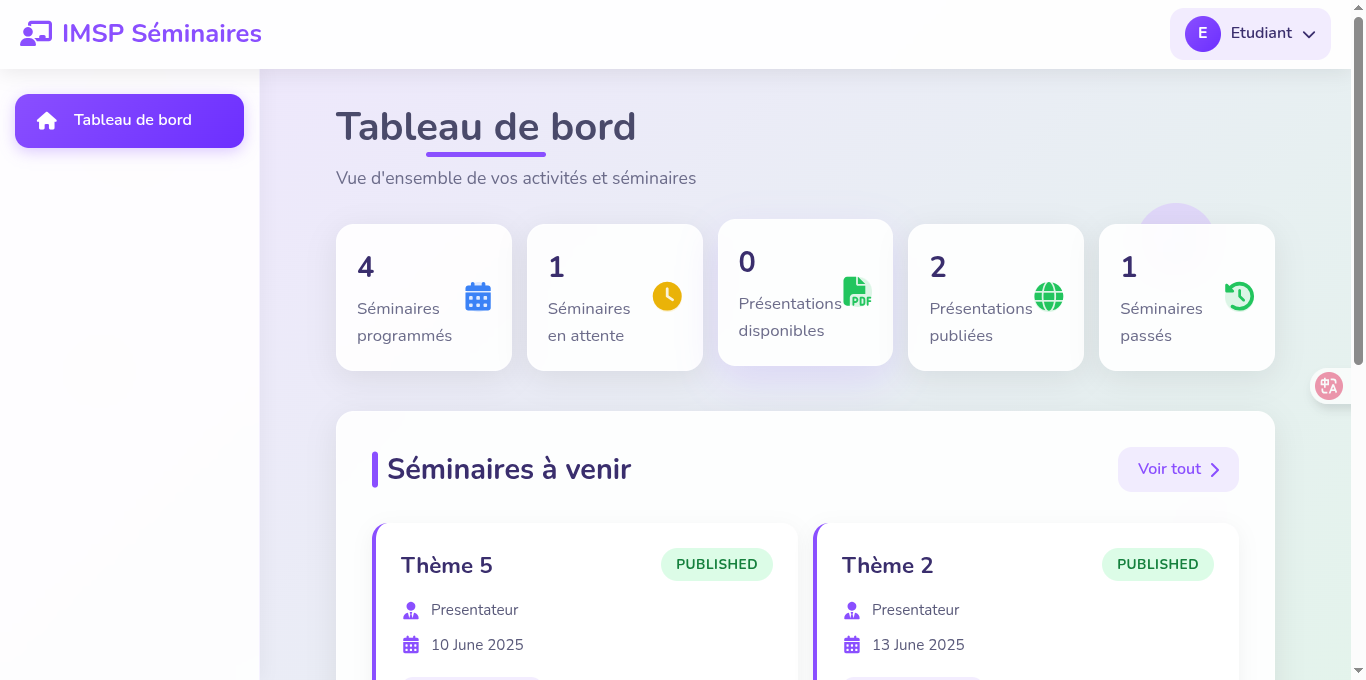 IMSP Séminaires
E Etudiant
Tableau de bord
Tableau de bord
Vue d'ensemble de vos activités et séminaires
4
Séminaires
programmés
1
Séminaires
en attente
0
Présentations
disponibles
PDF
2
Présentations
publiées
1
Séminaires
passés
Séminaires à venir
Voir tout
Thème 5
PUBLISHED
Presentateur
10 June 2025
Thème 2
PUBLISHED
Presentateur
13 June 2025